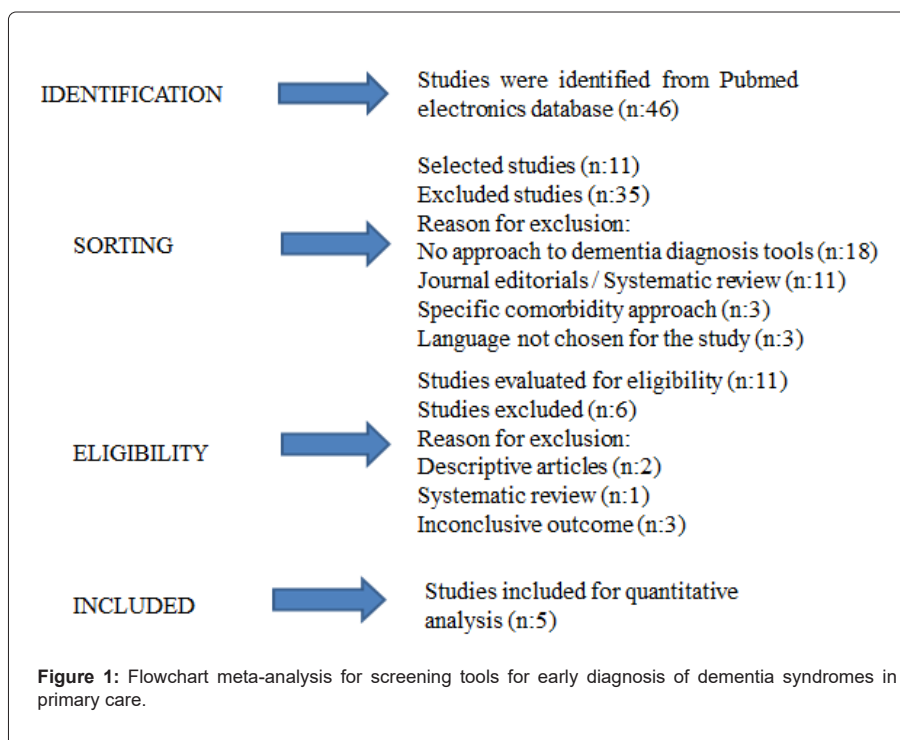 IDENTIFICATION
Studies were identified from Pubmed
electronics database (n:46)
SORTING
Selected studies (n:11)
Excluded studies (n:35)
Reason for exclusion:
No approach to dementia diagnosis tools (n:18)
Journal editorials / Systematic review (n:11)
Specific comorbidity approach (n:3)
Language not chosen for the study (n:3)
ELIGIBILITY
Studies evaluated for eligibility (n:11)
Studies excluded (n:6)
Reason for exclusion:
Descriptive articles (n:2)
Systematic review (n:1)
Inconclusive outcome (n:3)
INCLUDED
Studies included for quantitative
analysis (n:5)
Figure 1: Flowchart meta-analysis for screening tools for early diagnosis of dementia syndromes in
primary care.